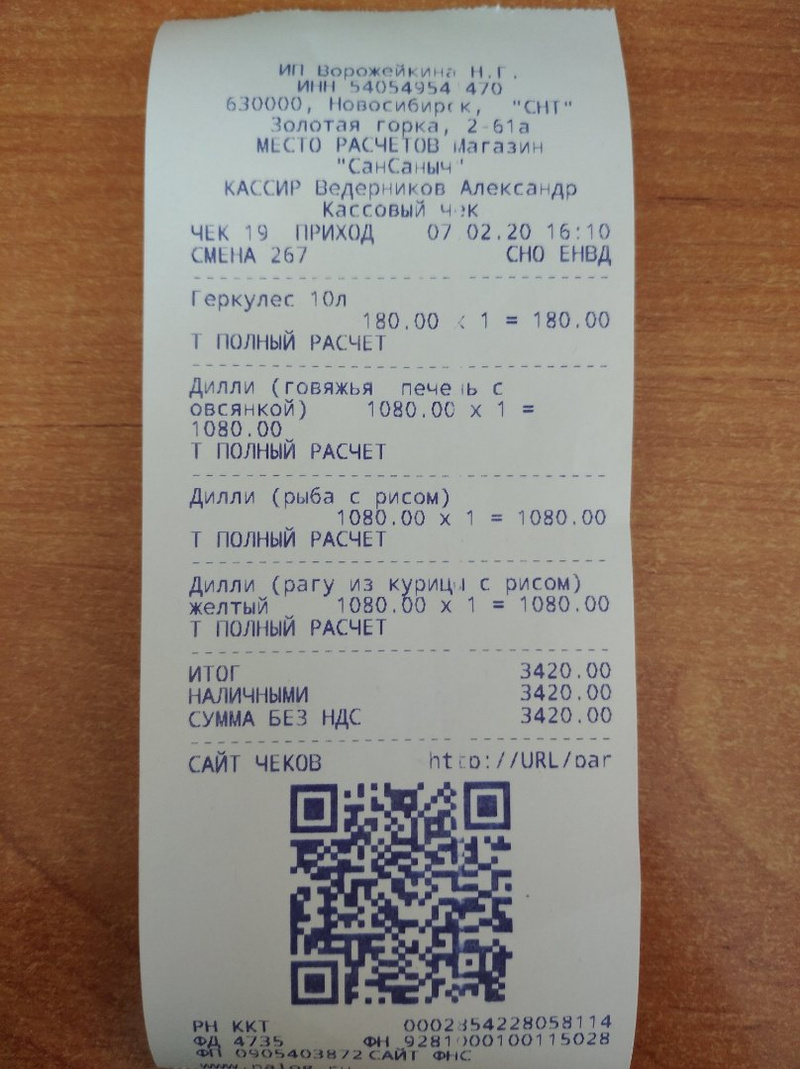 ИП Ворожейкина Н.Г.
ИНН 54054954 470
630000, Новосибирск, "СНТ"
Золотая горка, 2-61а
МЕСТО РАСЧЕТОВ Магазин
"СанСаныч"
КАССИР Ведерников Александр
Кассовый чек
ЧЕК 19 ПРИХОД 07.02.20 16:10
СМЕНА 267 СНО ЕНВД
Геркулес 10л
180.00 x 1 = 180.00
Т ПОЛНЫЙ РАСЧЕТ
Дилли (говяжья печень с
овсянкой) 1080.00 x 1 =
1080.00
Т ПОЛНЫЙ РАСЧЕТ
Дилли (рыба с рисом)
1080.00 x 1 = 1080.00
Т ПОЛНЫЙ РАСЧЕТ
Дилли (рагу из курицы с рисом)
желтый 1080.00 x 1 = 1080.00
Т ПОЛНЫЙ РАСЧЕТ
ИТОГ 3420.00
НАЛИЧНЫМИ 3420.00
СУММА БЕЗ НДС 3420.00
САЙТ ЧЕКОВ http://URL/par
РН ККТ
ФД 4735 ФН
ФП 0905403872 САЙТ ФНС